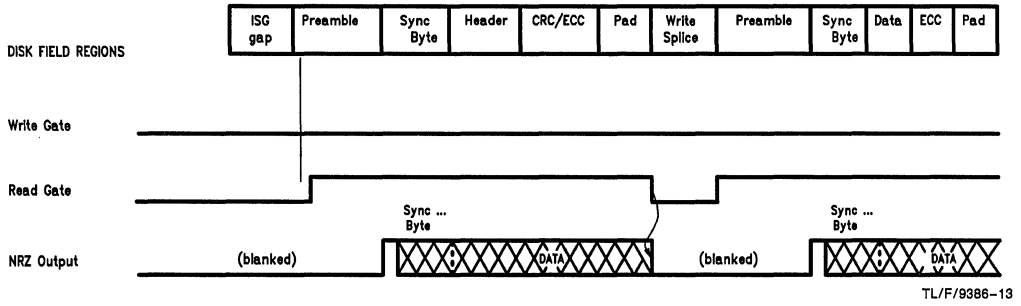 ISG gap
Preamble
Sync Byte
Header
CRC/ECC
Pad
Write Splice
Preamble
Sync Byte
Data
ECC
Pad
DISK FIELD REGIONS
Write Gate
Read Gate
Sync ...
Byte
Sync ...
Byte
NRZ Output
(blanked)
DATA
(blanked)
DATA
TL/F/9386-13